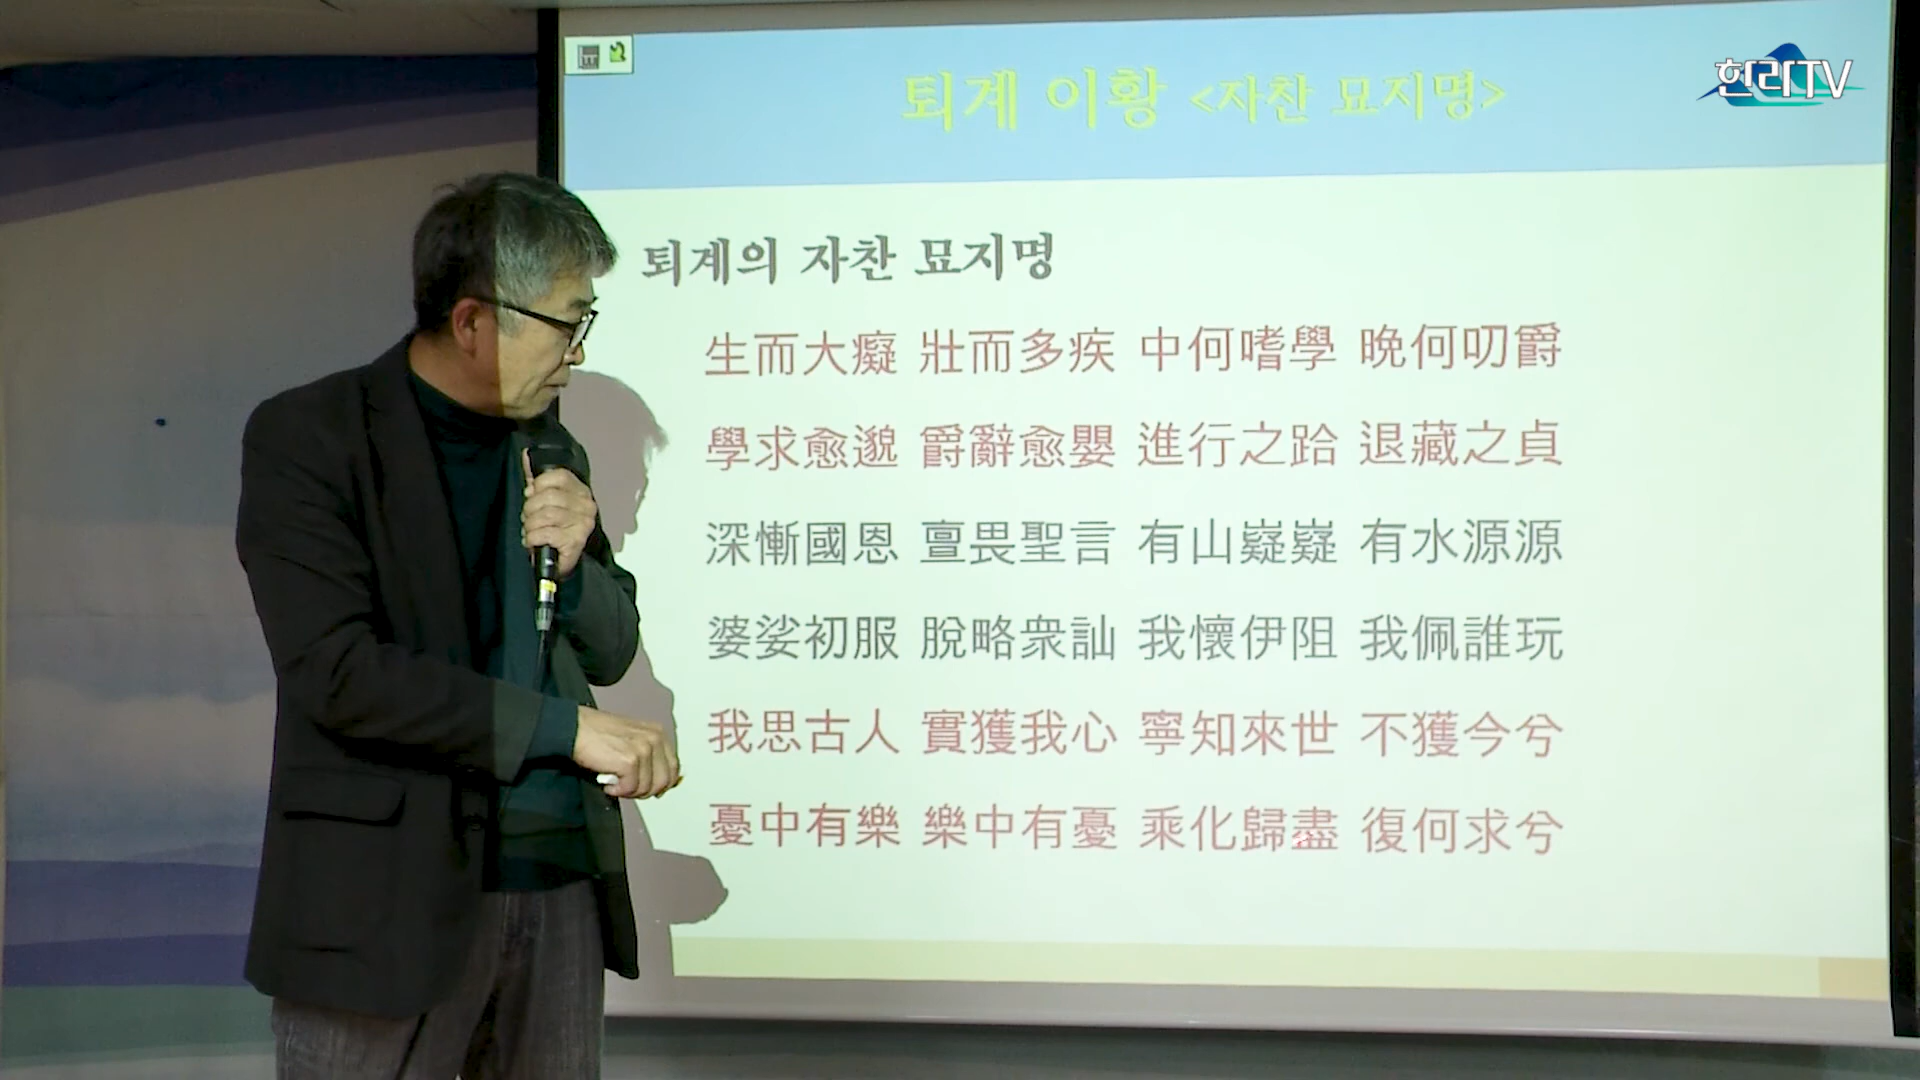 한라TV
퇴계 이황 <자찬 묘지명>
퇴계의 자찬 묘지명
生而大癡 壯而多疾 中何嗜學 晩何叨爵
學求愈邈 爵辭愈嬰 進行之跲 退藏之貞
深慚國恩 亶畏聖言 有山嶷嶷 有水源源
婆娑初服 脫略衆訕 我懷伊阻 我佩誰玩
我思古人 實獲我心 寧知來世 不獲今兮
憂中有樂 樂中有憂 乘化歸盡 復何求兮